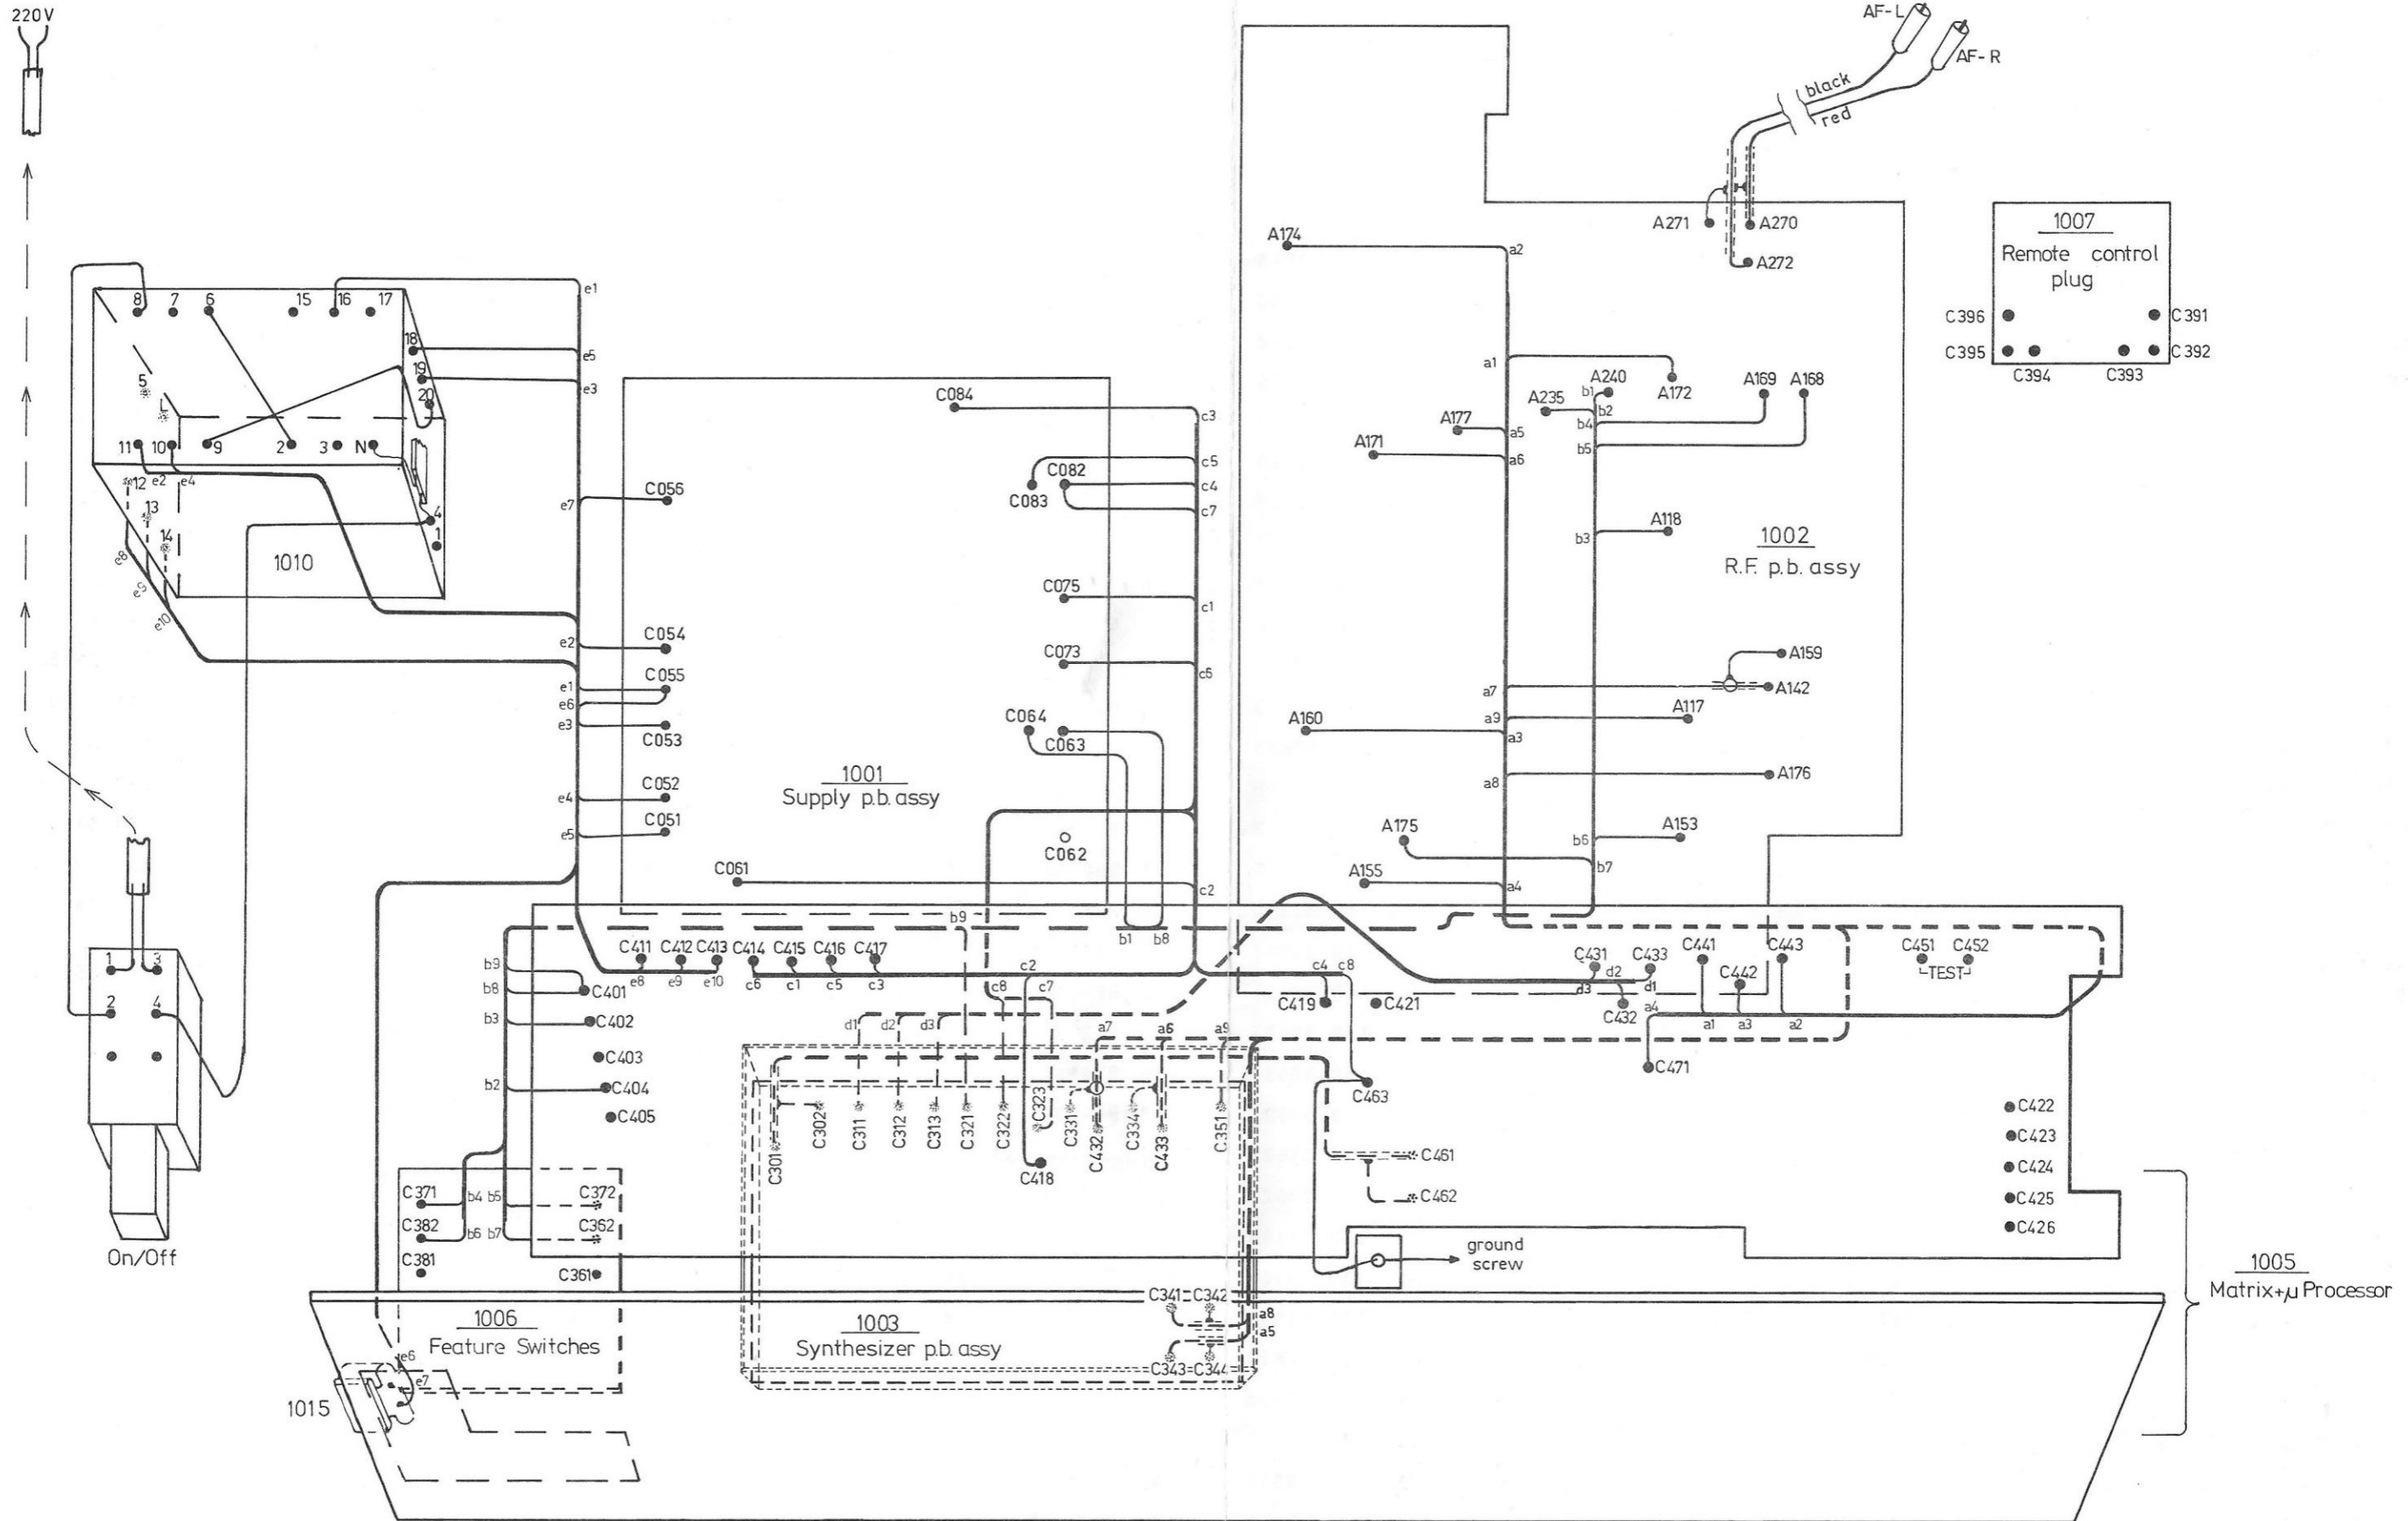 220V
AF-L
AF-R
black
red
A271
A270
A272
1007
Remote control
plug
C396
C391
C395
C392
C394
C393
A174
a2
8
7
6
15
16
17
e1
18
e5
19
e3
20
5
L
11
10
9
2
3
N
12
e2
e4
13
14
4
1
e8
e9
e10
1010
e7
C056
e2
C054
e1
C055
e6
e3
C053
e4
C052
e5
C051
C084
c3
c5
C082
c4
C083
c7
C075
c1
C073
c6
C064
C063
1001
Supply p.b. assy
C062
C061
c2
a1
A172
A240
b1
A235
b2
A169
A168
b4
b5
A177
a5
A171
a6
b3
A118
1002
R.F. p.b. assy
A159
a7
A142
a9
A117
A160
a3
a8
A176
A175
b6
A153
b7
A155
a4
b9
b1
b8
1
3
2
4
On/Off
b9
b8
C401
b3
C402
C403
b2
C404
C405
C411
C412
C413
C414
C415
C416
C417
e8
e9
e10
c6
c1
c5
c3
c2
c8
c7
c4
c8
C419
C421
C431
C433
d2
d3
d1
C432
C441
C442
C443
a4
a1
a3
a2
C451
C452
TEST
C471
d1
d2
d3
a7
a6
a9
C463
C301
C302
C311
C312
C313
C321
C322
C323
C331
C432
C334
C433
C351
C418
C461
C462
C422
C423
C424
C425
C426
C371
b4
b5
C372
C382
b6
b7
C362
C381
C361
ground
screw
1005
Matrix+µ Processor
1006
Feature Switches
1003
Synthesizer p.b. assy
C341
C342
a8
a5
C343
C344
e6
e7
1015